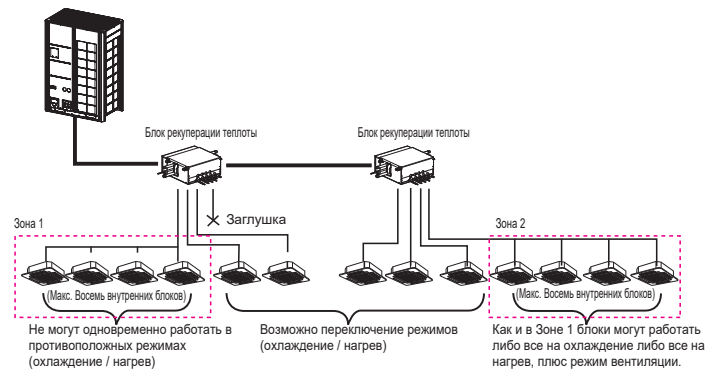 Блок рекуперации теплоты
Блок рекуперации теплоты
Заглушка
Зона 1
Зона 2
(Макс. Восемь внутренних блоков)
(Макс. Восемь внутренних блоков)
Не могут одновременно работать в
противоположных режимах
(охлаждение / нагрев)
Возможно переключение режимов
(охлаждение / нагрев)
Как и в Зоне 1 блоки могут работать
либо все на охлаждение либо все на
нагрев, плюс режим вентиляции.